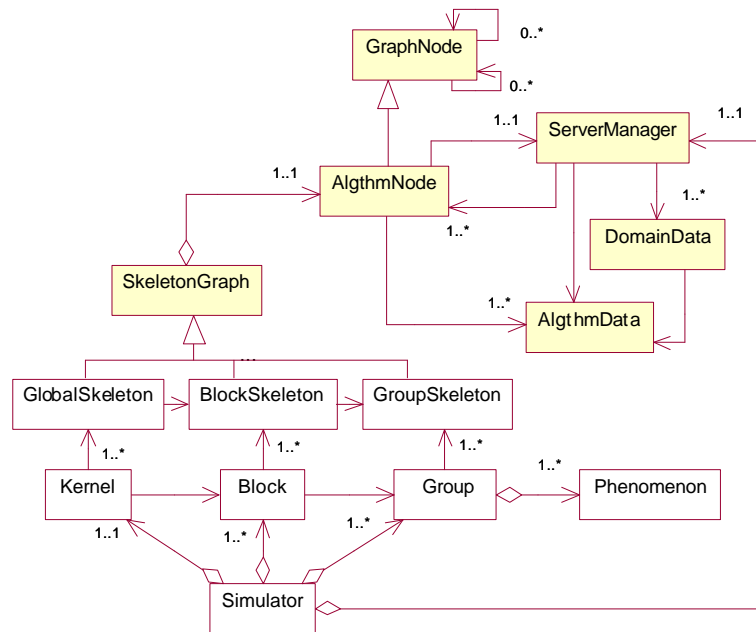 GraphNode
0..*
0..*
1..1
ServerManager
1..1
1..1
AlgthmNode
1..*
1..*
DomainData
SkeletonGraph
1..*
AlgthmData
...
GlobalSkeleton
BlockSkeleton
GroupSkeleton
1..*
1..*
1..*
1..*
Kernel
Block
Group
Phenomenon
1..1
1..*
1..*
Simulator